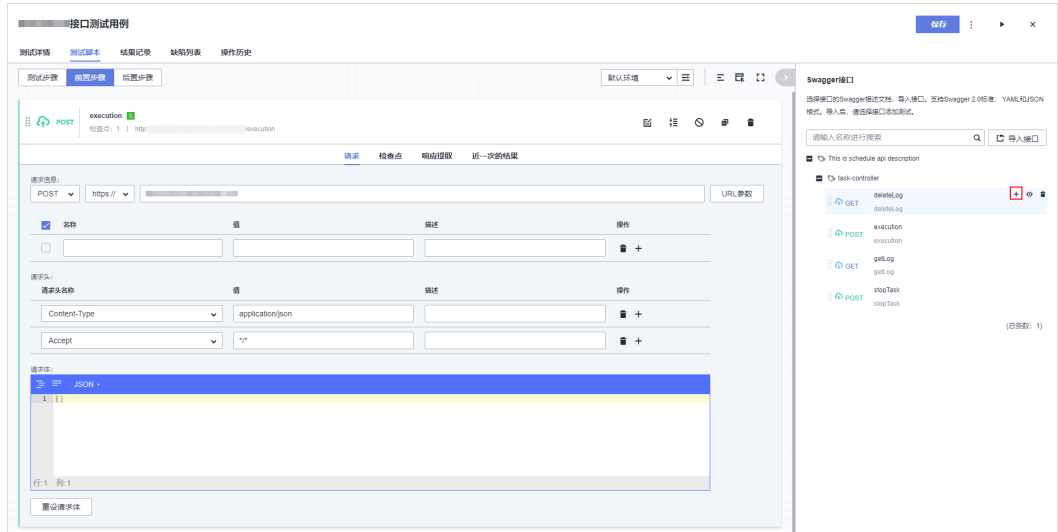 接口测试用例
保存
测试详情 测试脚本 结果记录 缺陷列表 操作历史
测试步骤 前置步骤 后置步骤
默认环境
execution
POST
检查点: 1 | http: /execution
请求 检查点 响应提取 近一次的结果
请求信息:
POST https:// URL参数
名称 值 描述 操作
请求头:
请求头名称 值 描述 操作
Content-Type application/json
Accept */*
请求体:
JSON
1 {}
行:1 列:1
重设请求体
Swagger接口
选择接口的Swagger描述文档，导入接口。支持Swagger 2.0标准， YAML和JSON
格式。导入后，请选择接口添加测试。
请输入名称进行搜索 导入接口
This is schedule api description
task-controller
GET deleteLog
deleteLog
POST execution
execution
GET getLog
getLog
POST stopTask
stopTask
(总条数: 1)